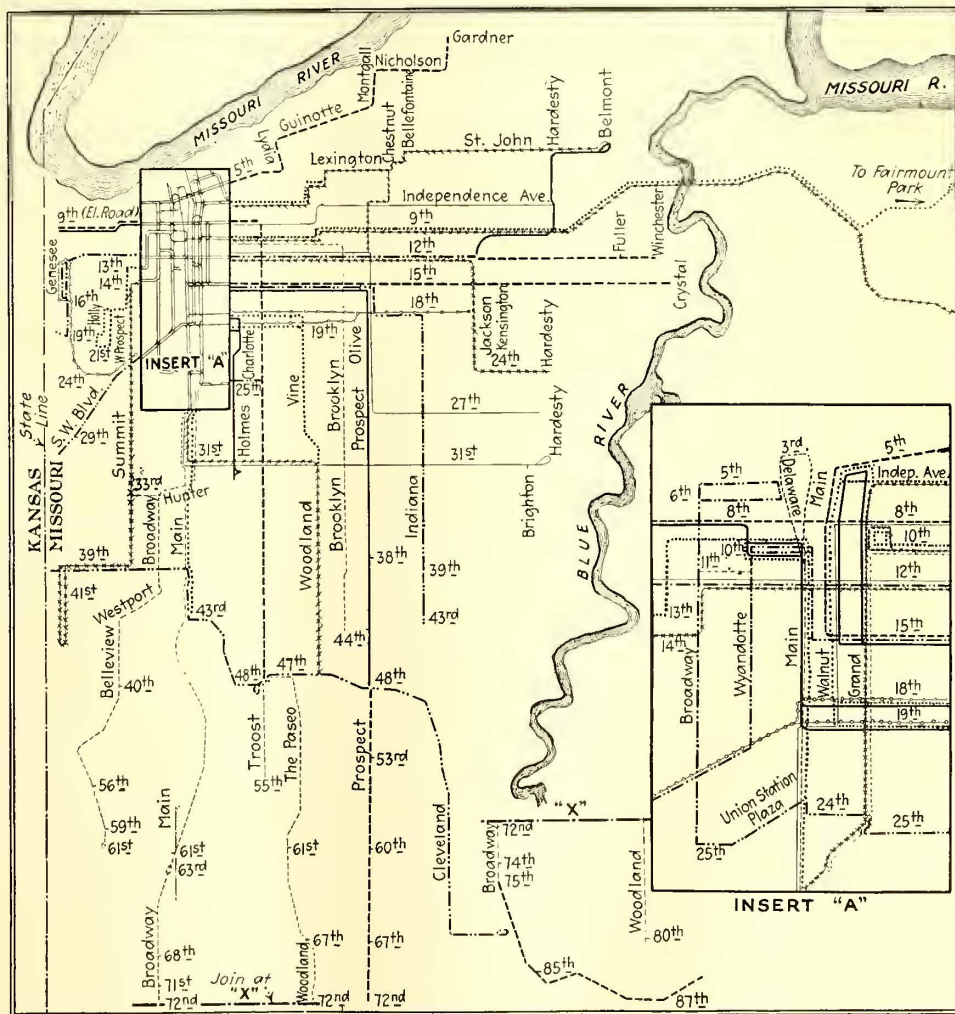 Gardner
Nicholson
MISSOURI RIVER
Montgall
Guinotte
Lydia
5th
Chestnut
Bellefontaine
Hardesty
Belmont
MISSOURI R.
Lexington
St. John
To Fairmount
Park
Independence Ave.
9th (El. Road)
9th
12th
Fuller
Winchester
Genesee
13th
14th
15th
Crystal
16th
Holly
W Prospect
18th
19th
21st
19th
Charlotte
Olive
Jackson
Kensington
24th
Hardesty
INSERT "A"
24th
25th
Vine
Brooklyn
Prospect
27th
Hardesty
State
Line
S.W. Blvd.
29th
Summit
Holmes
31st
31st
KANSAS
MISSOURI
33rd
Hunter
Broadway
Main
Woodland
Brooklyn
Indiana
Brighton
BLUE RIVER
38th
39th
39th
41st
Westport
43rd
43rd
44th
Belleview
40th
47th
48th
48th
Troost
The Paseo
55th
Prospect
53rd
56th
Main
59th
61st
61st
63rd
61st
60th
Cleveland
"X"
72nd
Broadway
74th
75th
Woodland
80th
Broadway
68th
71st
72nd
Join at
"X"
67th
Woodland
72nd
67th
72nd
85th
87th
3rd
Delaware
Main
5th
5th
Indep. Ave.
6th
8th
8th
10th
10th
11th
12th
13th
14th
15th
Broadway
Wyandotte
Main
Walnut
Grand
18th
19th
Union Station
Plaza
24th
25th
25th
INSERT "A"